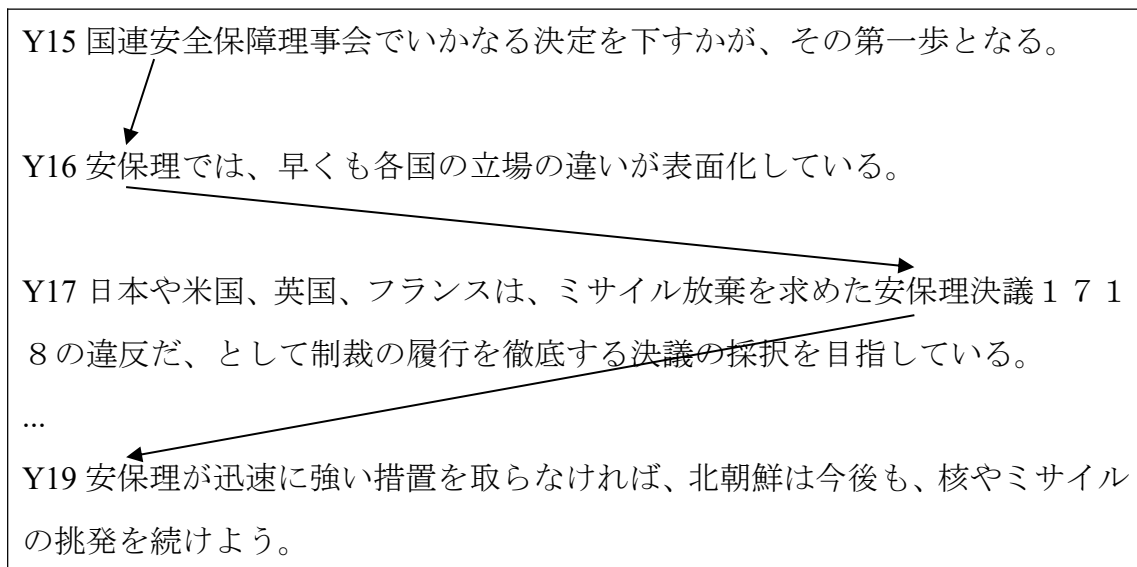 Y15 国連安全保障理事会でいかなる決定を下すかが、その第一歩となる。
Y16 安保理では、早くも各国の立場の違いが表面化している。
Y17 日本や米国、英国、フランスは、ミサイル放棄を求めた安保理決議１７１
８の違反だ、として制裁の履行を徹底する決議の採択を目指している。
...
Y19 安保理が迅速に強い措置を取らなければ、北朝鮮は今後も、核やミサイル
の挑発を続けよう。